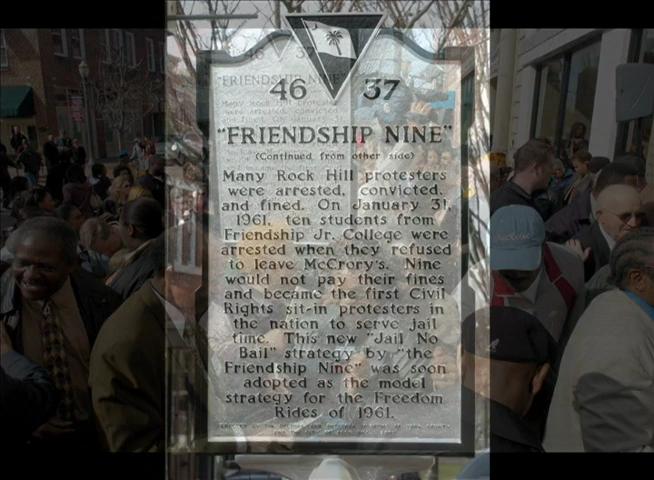 46 37
"FRIENDSHIP NINE"
(Continued from other side)
Many Rock Hill protesters
were arrested, convicted,
and fined. On January 31,
1961, ten students from
Friendship Jr. College were
arrested when they refused
to leave McCrory's. Nine
would not pay their fines
and became the first Civil
Rights sit-in protesters in
the nation to serve jail
time. This new "Jail No
Bail" strategy by "the
Friendship Nine" was soon
adopted as the model
strategy for the Freedom
Rides of 1961.